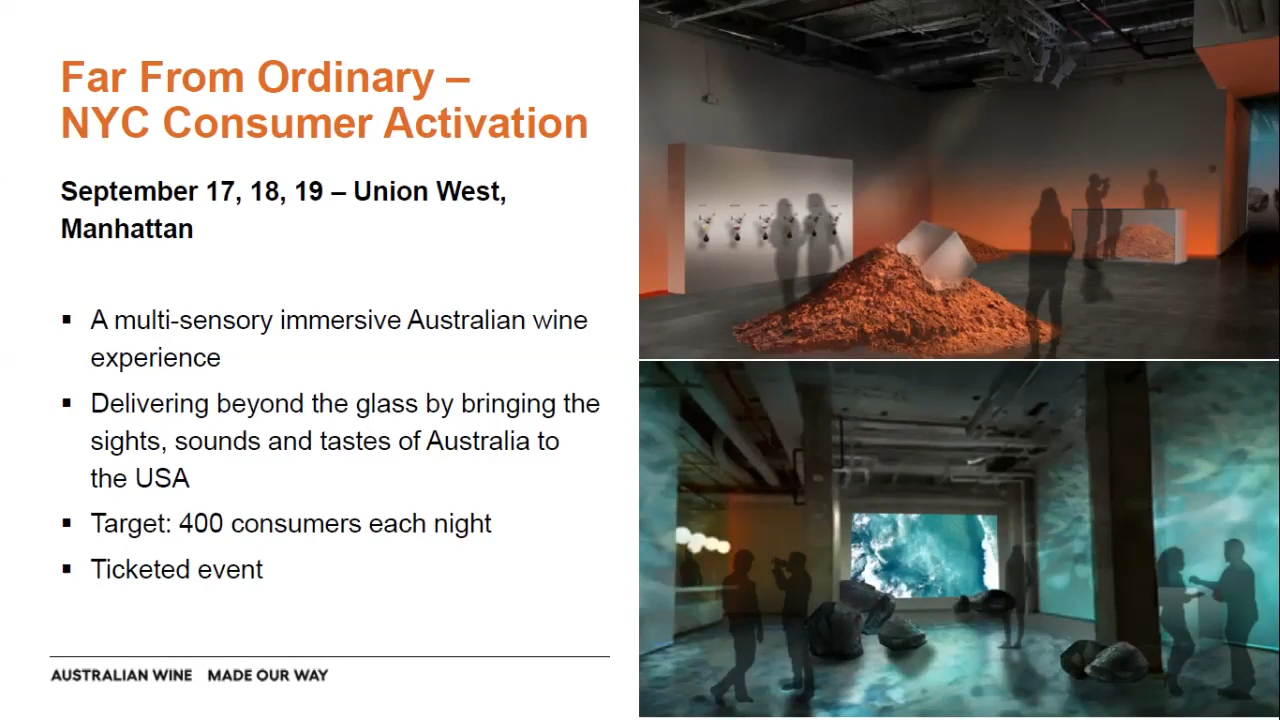 Far From Ordinary –
NYC Consumer Activation
September 17, 18, 19 – Union West,
Manhattan
▪ A multi-sensory immersive Australian wine
experience
▪ Delivering beyond the glass by bringing the
sights, sounds and tastes of Australia to
the USA
▪ Target: 400 consumers each night
▪ Ticketed event
AUSTRALIAN WINE MADE OUR WAY